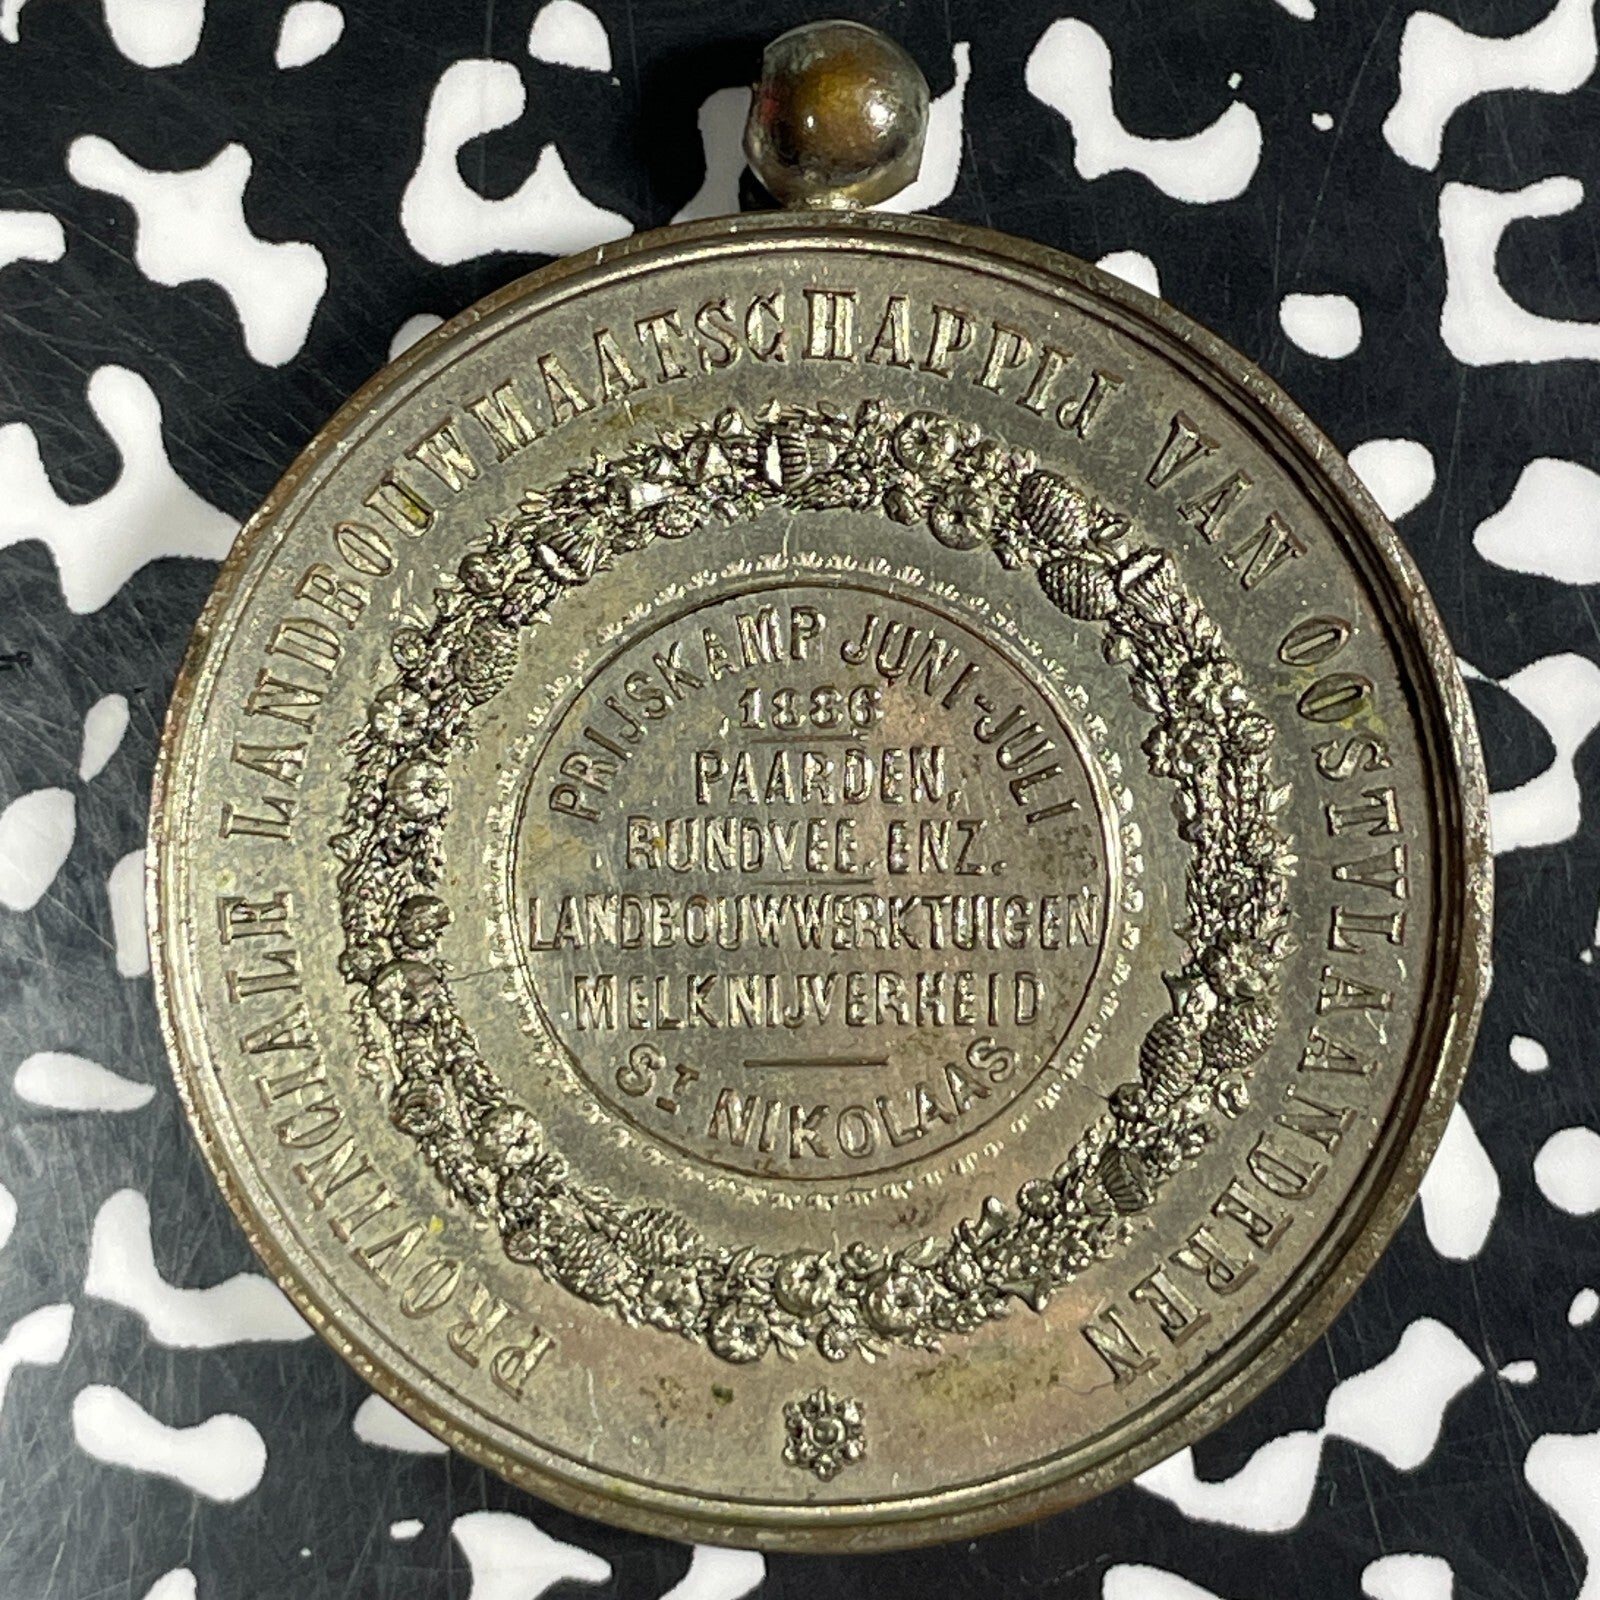 PROVINCIALE LANDBOUWMAATSCHAPPIJ VAN OOSTVLAANDEREN
PRIJSKAMP JUNI-JULI
1886
PAARDEN,
RUNDVEE, ENZ.
LANDBOUWWERKTUIGEN
MELKNIJVERHEID
ST NIKOLAAS